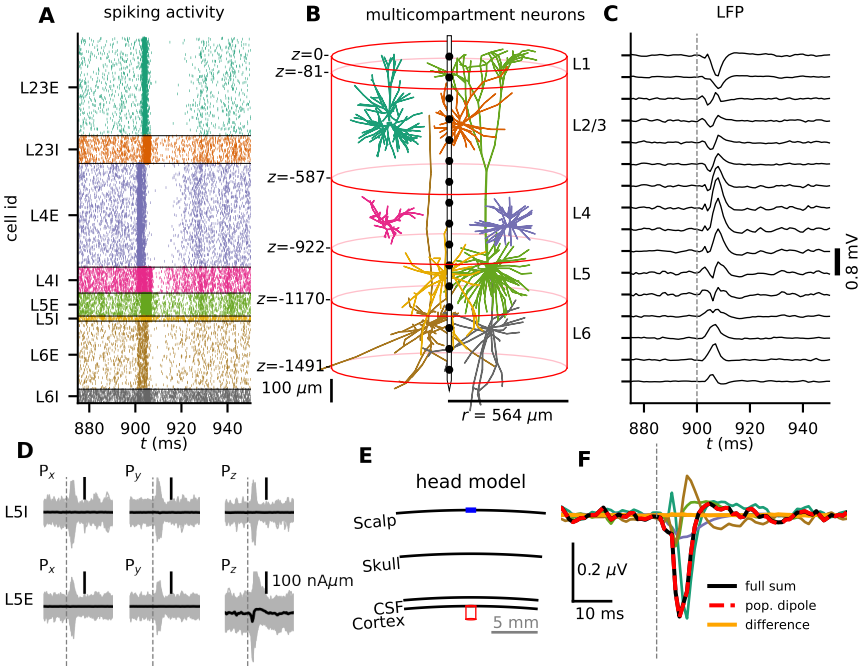 A
spiking activity
L23E
L23I
L4E
L4I
L5E
L5I
L6E
L6I
cell id
880 900 920 940
t (ms)
B
multicompartment neurons
z=0-
z=-81-
z=-587-
z=-922-
z=-1170-
z=-1491-
L1
L2/3
L4
L5
L6
100 μm
r = 564 μm
C
LFP
0.8 mV
880 900 920 940
t (ms)
D
Px Py Pz
L5I
Px Py Pz
100 nAμm
L5E
E
head model
Scalp
Skull
CSF
Cortex
5 mm
F
0.2 μV
10 ms
full sum
pop. dipole
difference